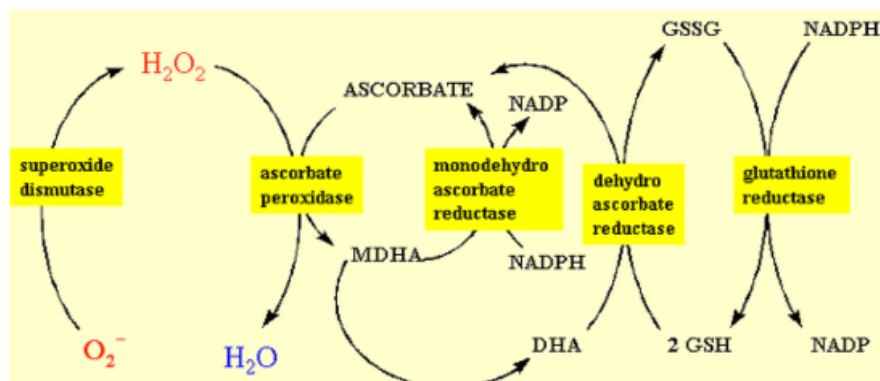 GSSG NADPH
H₂O₂
ASCORBATE
NADP
superoxide
dismutase
ascorbate
peroxidase
monodehydro
ascorbate
reductase
dehydro
ascorbate
reductase
glutathione
reductase
MDHA
NADPH
O₂⁻
H₂O
DHA
2 GSH
NADP